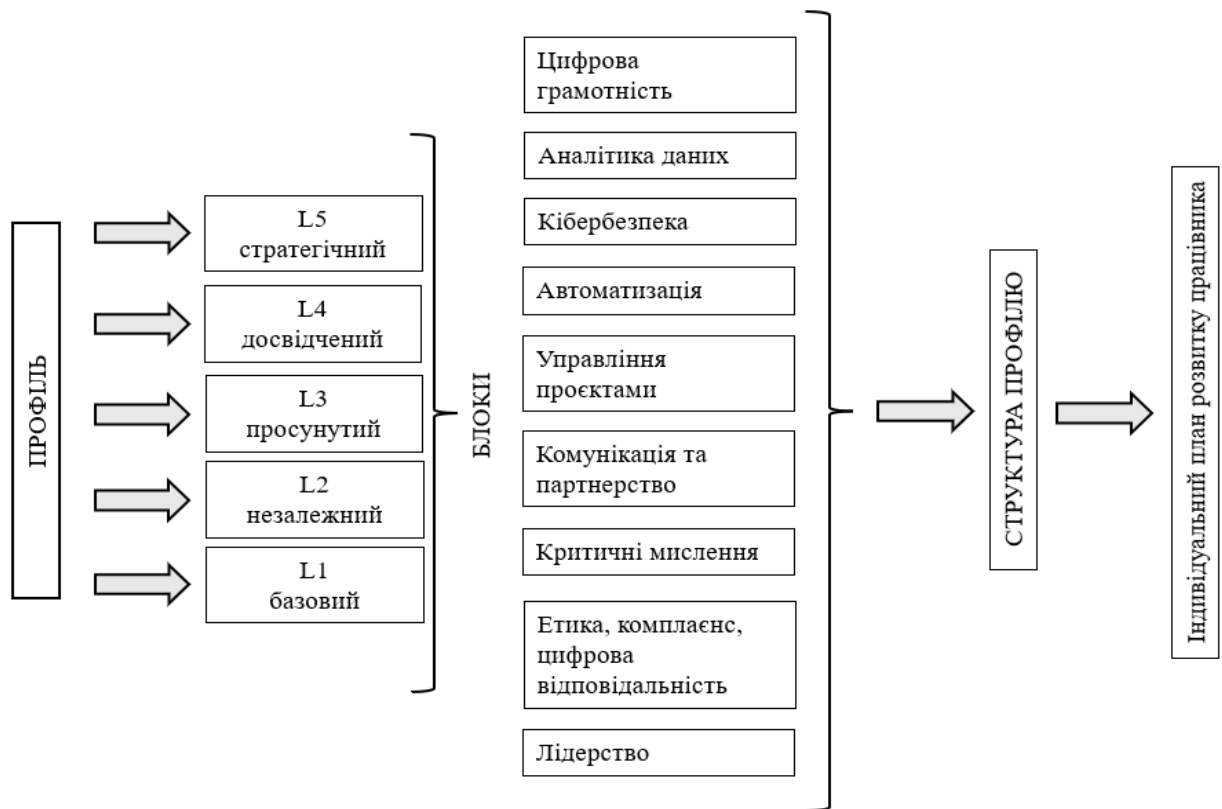 ПРОФІЛЬ
L5
стратегічний
L4
досвідчений
L3
просунутий
L2
незалежний
L1
базовий
БЛОКИ
Цифрова
грамотність
Аналітика даних
Кібербезпека
Автоматизація
Управління
проєктами
Комунікація та
партнерство
Критичні мислення
Етика, комплаєнс,
цифрова
відповідальність
Лідерство
СТРУКТУРА ПРОФІЛЮ
Індивідуальний план розвитку працівника